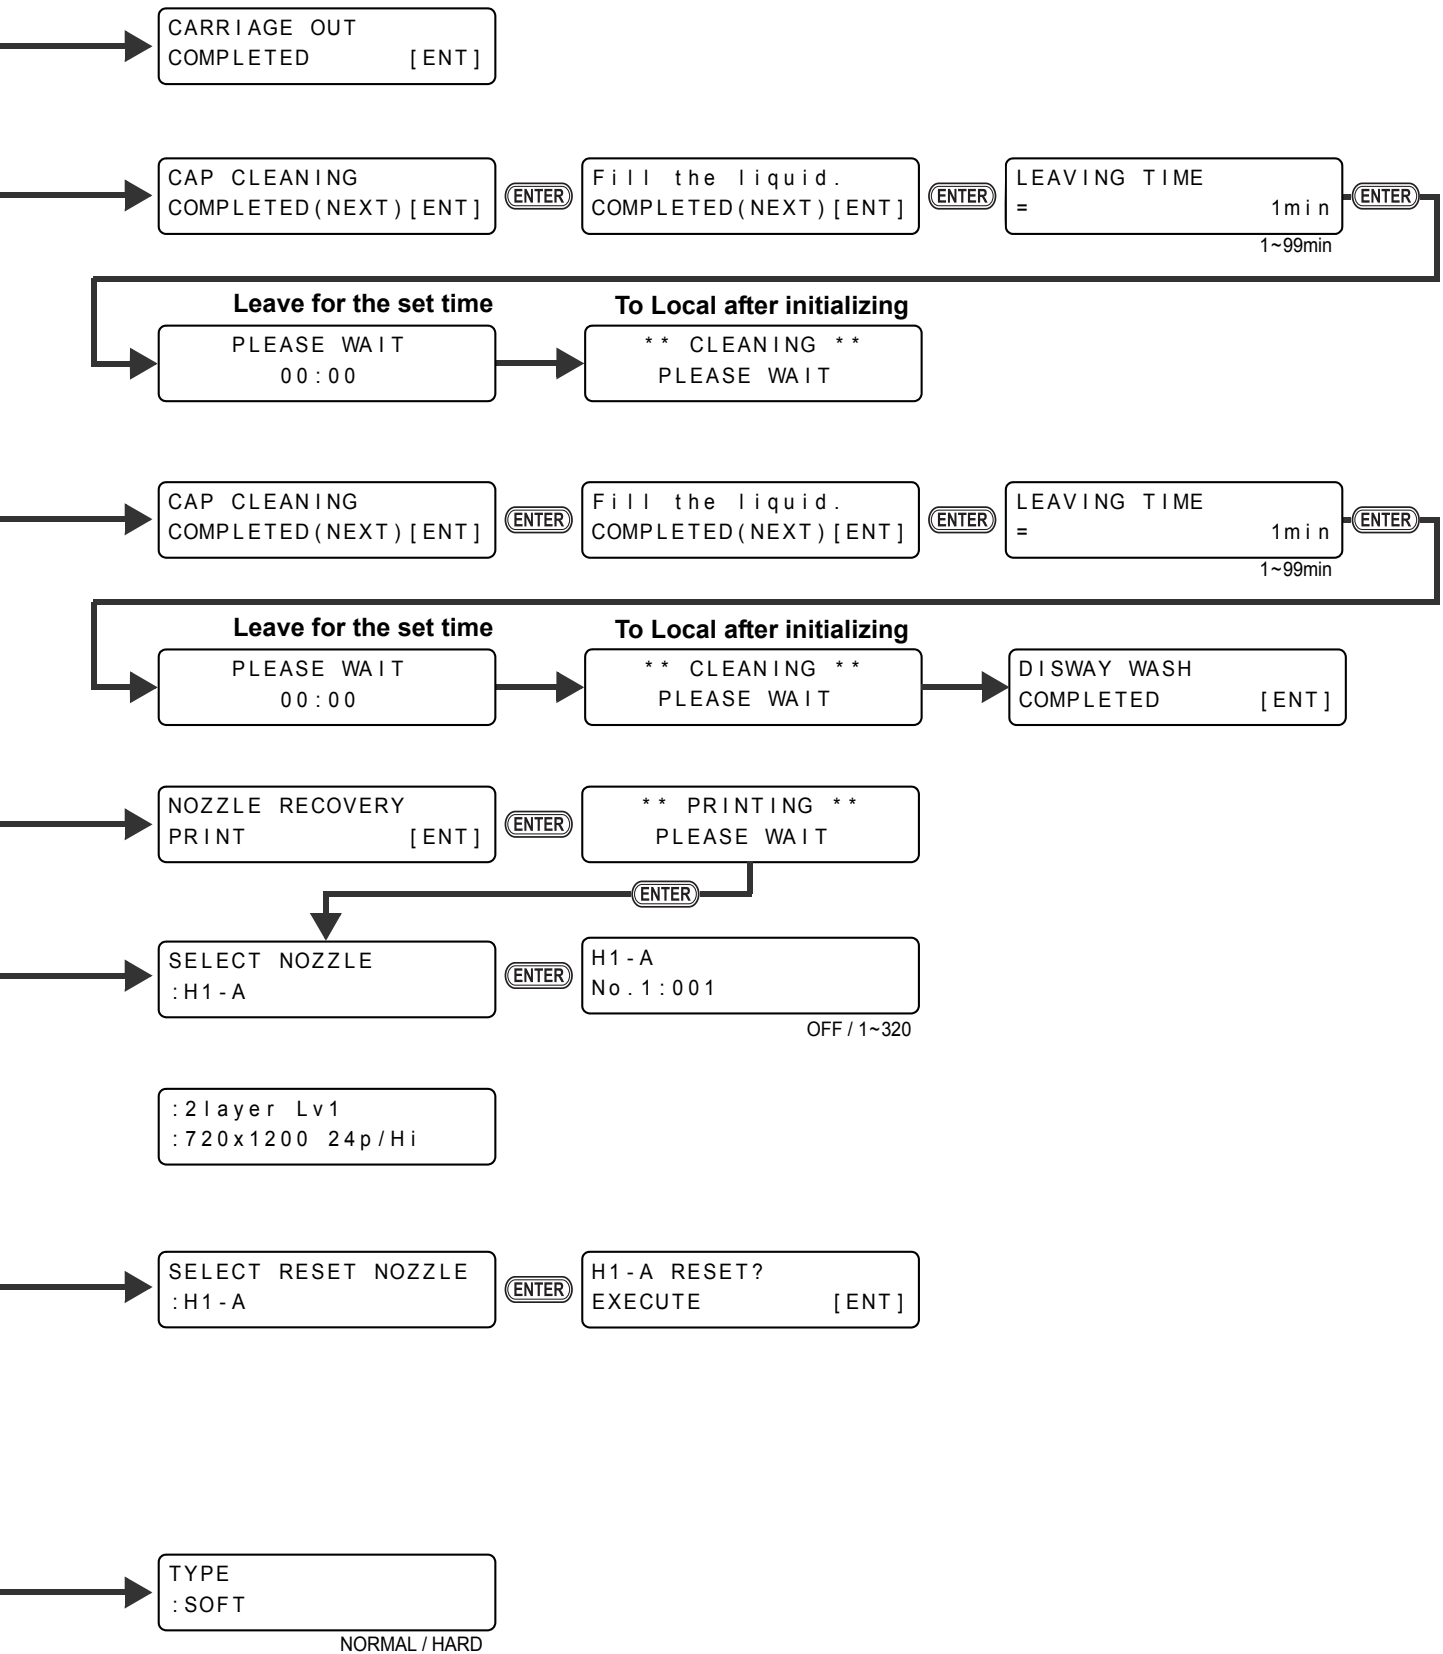 CARRIAGE OUT
COMPLETED [ENT]
CAP CLEANING
COMPLETED(NEXT)[ENT]
ENTER
Fill the liquid.
COMPLETED(NEXT)[ENT]
ENTER
LEAVING TIME
= 1min
ENTER
1~99min
Leave for the set time
PLEASE WAIT
00:00
To Local after initializing
** CLEANING **
PLEASE WAIT
CAP CLEANING
COMPLETED(NEXT)[ENT]
ENTER
Fill the liquid.
COMPLETED(NEXT)[ENT]
ENTER
LEAVING TIME
= 1min
ENTER
1~99min
Leave for the set time
PLEASE WAIT
00:00
To Local after initializing
** CLEANING **
PLEASE WAIT
DISWAY WASH
COMPLETED [ENT]
NOZZLE RECOVERY
PRINT [ENT]
ENTER
** PRINTING **
PLEASE WAIT
ENTER
SELECT NOZZLE
:H1-A
ENTER
H1-A
No.1:001
OFF / 1~320
:2layer Lv1
:720x1200 24p/Hi
SELECT RESET NOZZLE
:H1-A
ENTER
H1-A RESET?
EXECUTE [ENT]
TYPE
:SOFT
NORMAL / HARD